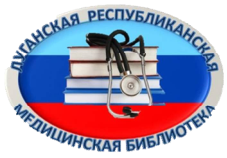 ЛУГАНСКАЯ РЕСПУБЛИКАНСКАЯ
МЕДИЦИНСКАЯ БИБЛИОТЕКА